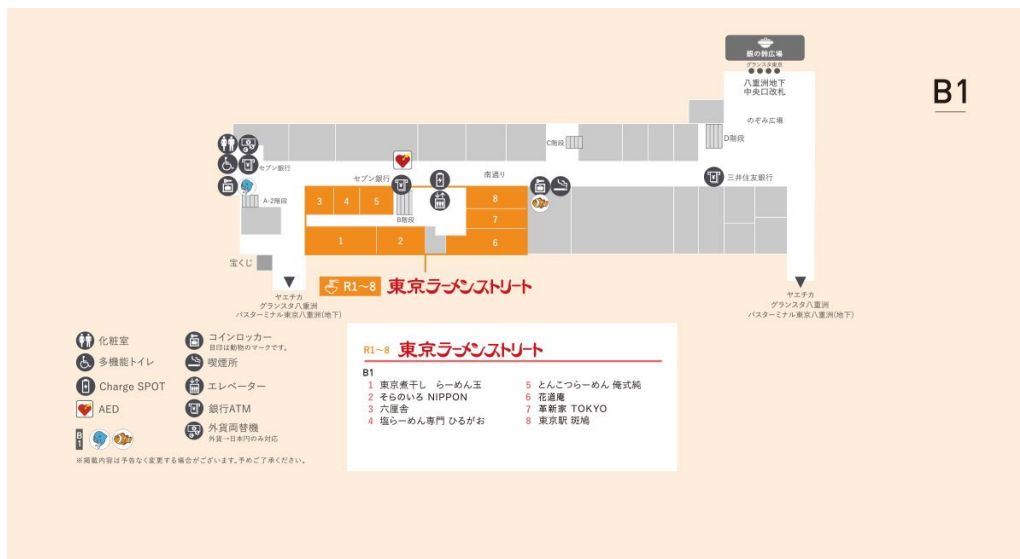 銀の鈴広場
グランスタ東京
八重洲地下
中央口改札
B1
のぞみ広場
C階段
D階段
セブン銀行
セブン銀行
南通り
三井住友銀行
A-2階段
3 4 5
B階段
8
7
1 2 6
宝くじ
R1～8 東京ラーメンストリート
ヤエチカ
グランスタ八重洲
バスターミナル東京八重洲(地下)
ヤエチカ
グランスタ八重洲
バスターミナル東京八重洲(地下)
化粧室
多機能トイレ
Charge SPOT
AED
B1
コインロッカー
目印は動物のマークです。
喫煙所
エレベーター
銀行ATM
外貨両替機
外貨→日本円のみ対応
※掲載内容は予告なく変更する場合がございます。予めご了承ください。
R1～8 東京ラーメンストリート
B1
1 東京煮干し らーめん玉
2 そらのいろ NIPPON
3 六厘舎
4 塩らーめん専門 ひるがお
5 とんこつらーめん 俺式純
6 花道庵
7 革新家 TOKYO
8 東京駅 斑鳩